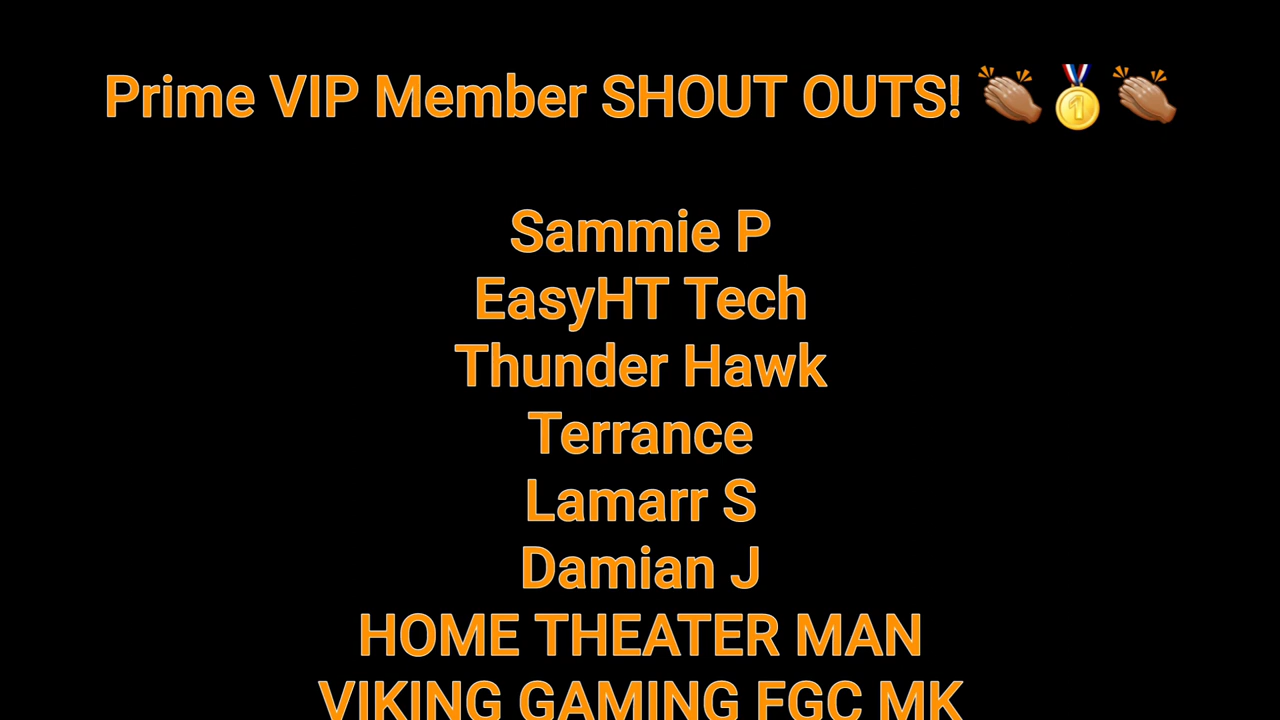 Prime VIP Member SHOUT OUTS! 👏🏽🏅👏🏽
Sammie P
EasyHT Tech
Thunder Hawk
Terrance
Lamarr S
Damian J
HOME THEATER MAN
VIKING GAMING FGC MK